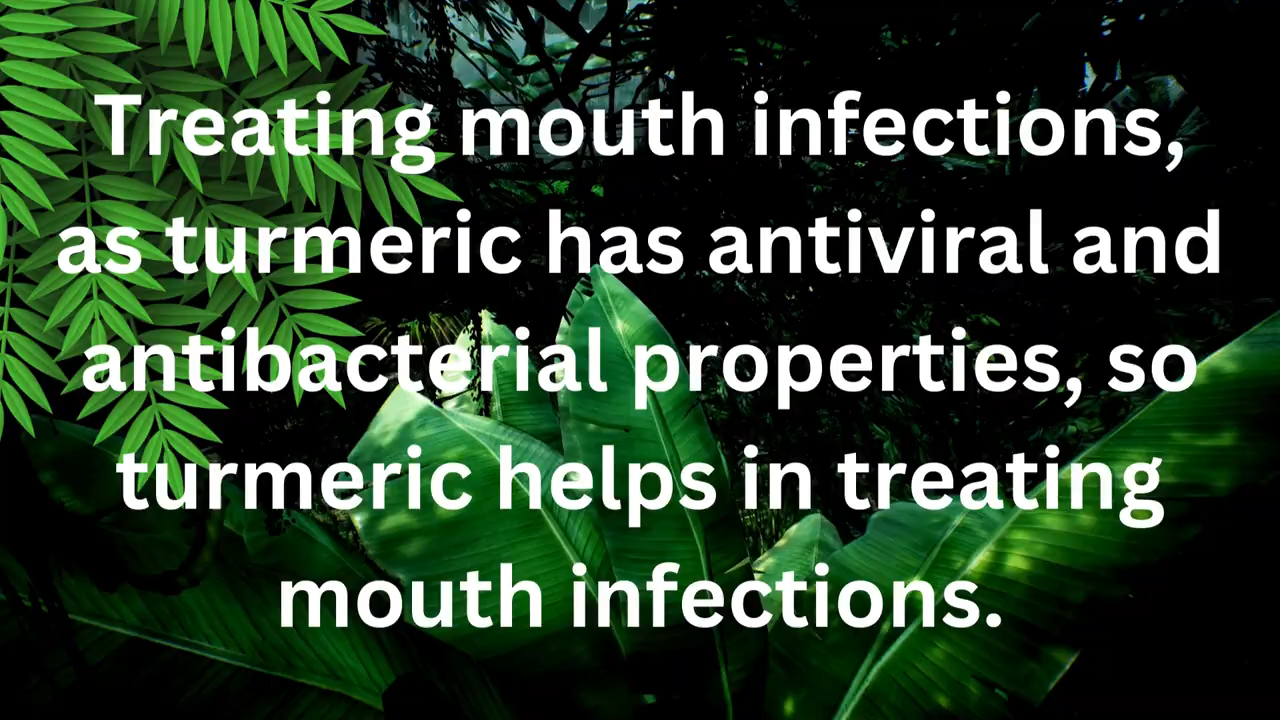 Treating mouth infections,
as turmeric has antiviral and
antibacterial properties, so
turmeric helps in treating
mouth infections.